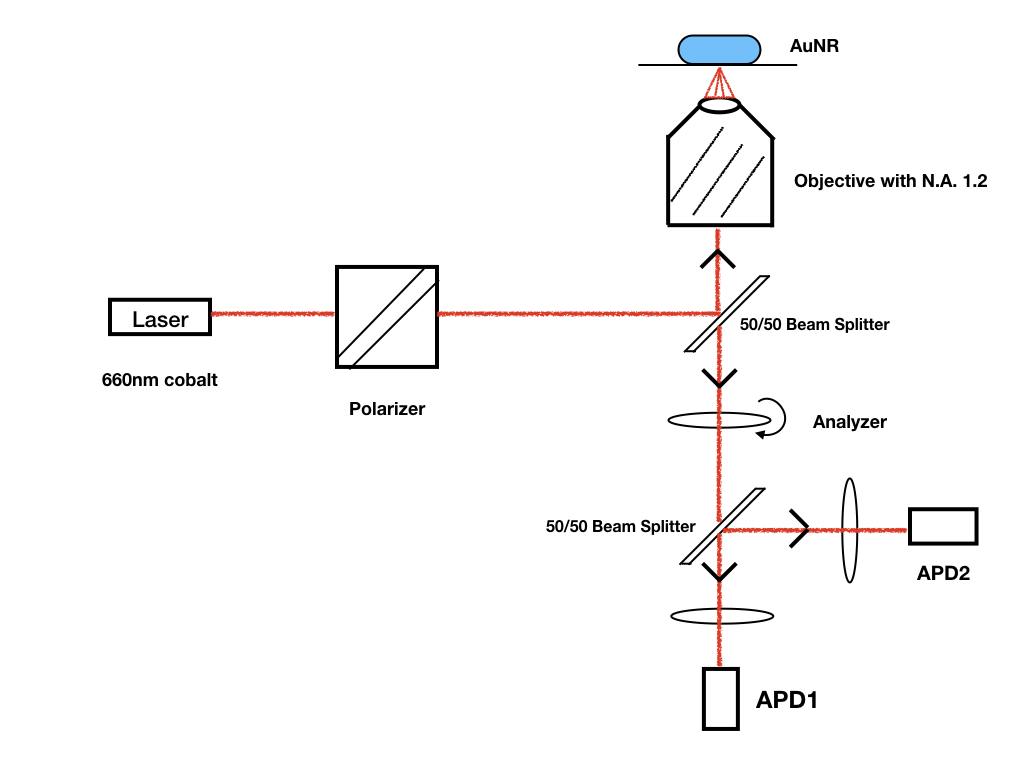 AuNR
Objective with N.A. 1.2
Laser
50/50 Beam Splitter
660nm cobalt
Polarizer
Analyzer
50/50 Beam Splitter
APD2
APD1